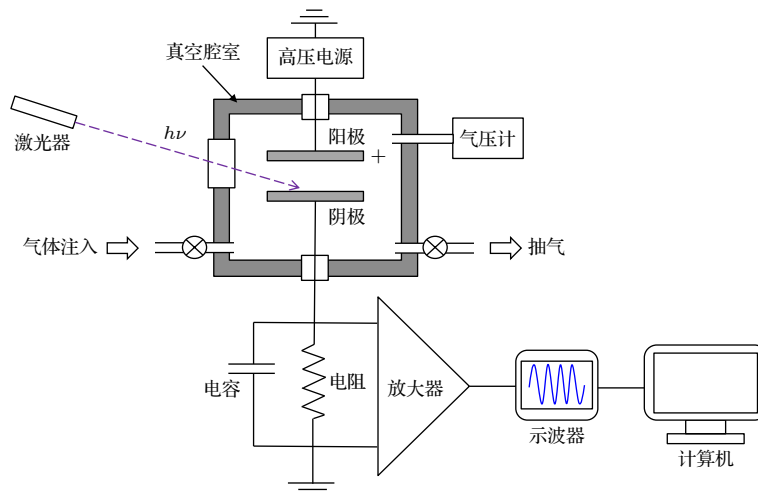 高压电源
真空腔室
激光器
hν
阳极
+
气压计
阴极
气体注入
抽气
电容
电阻
放大器
示波器
计算机